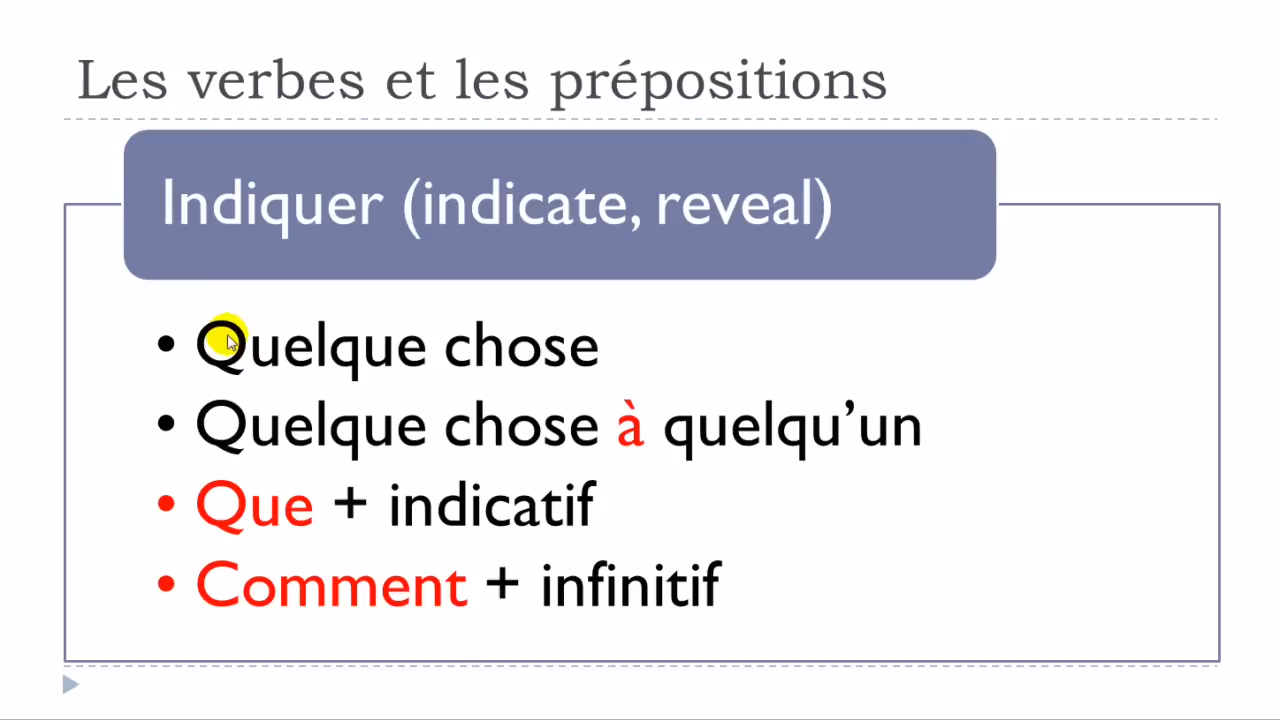 Les verbes et les prépositions
Indiquer (indicate, reveal)
• Quelque chose
• Quelque chose à quelqu’un
• Que + indicatif
• Comment + infinitif